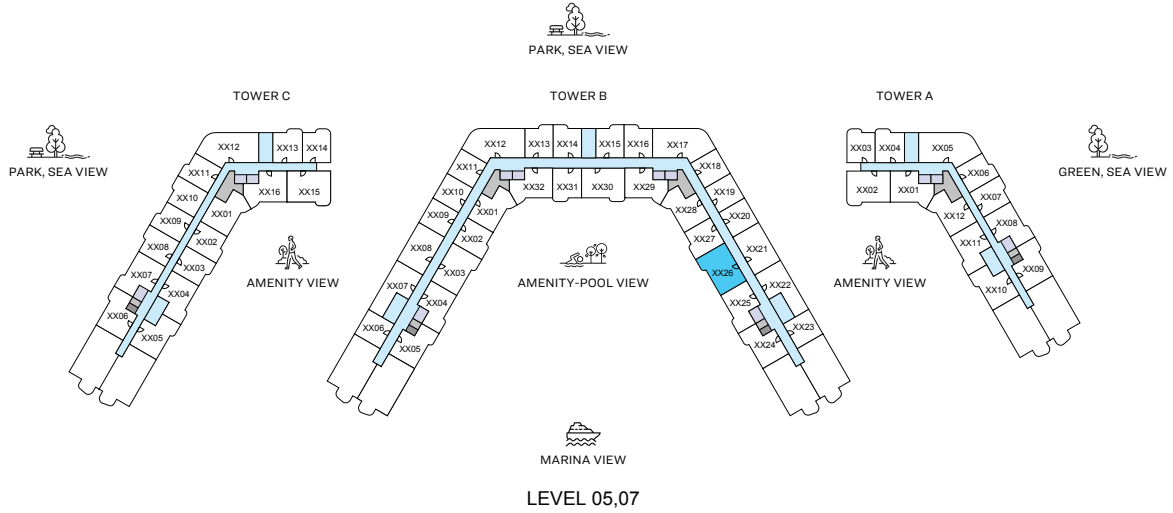 PARK, SEA VIEW
TOWER C
TOWER B
TOWER A
PARK, SEA VIEW
GREEN, SEA VIEW
XX12
XX13
XX14
XX11
XX16
XX15
XX10
XX01
XX09
XX02
XX08
XX03
XX07
XX04
XX06
XX05
AMENITY VIEW
XX12
XX13
XX14
XX15
XX16
XX17
XX11
XX32
XX31
XX30
XX29
XX18
XX10
XX01
XX28
XX19
XX09
XX02
XX27
XX20
XX08
XX03
XX26
XX21
XX07
XX04
XX25
XX22
XX06
XX05
XX24
XX23
AMENITY-POOL VIEW
AMENITY VIEW
XX03
XX04
XX05
XX02
XX01
XX06
XX12
XX07
XX11
XX08
XX10
XX09
MARINA VIEW
LEVEL 05,07